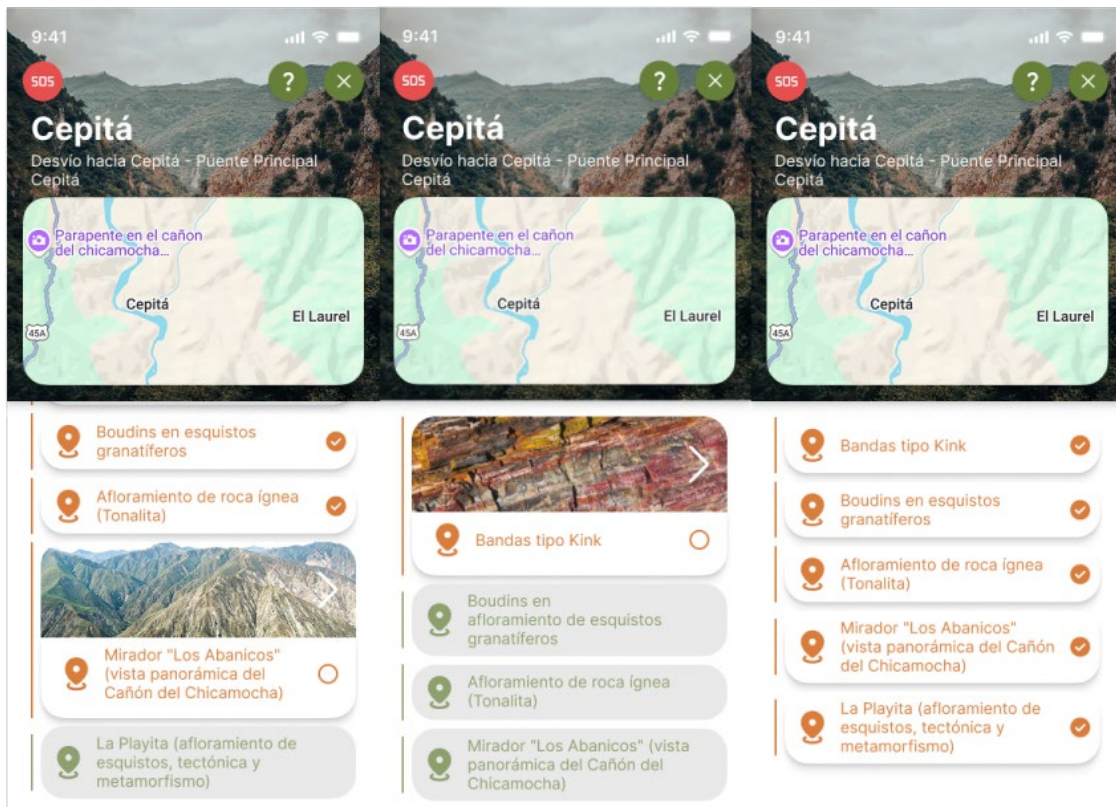 9:41
SOS
?
Cepitá
Desvío hacia Cepitá - Puente Principal
Cepitá
Parapente en el cañon
del chicamocha...
Cepitá
El Laurel
45A
Boudins en esquistos
granatíferos
Afloramiento de roca ígnea
(Tonalita)
Mirador "Los Abanicos"
(vista panorámica del
Cañón del Chicamocha)
La Playita (afloramiento de
esquistos, tectónica y
metamorfismo)
9:41
SOS
?
Cepitá
Desvío hacia Cepitá - Puente Principal
Cepitá
Parapente en el cañon
del chicamocha...
Cepitá
El Laurel
45A
Bandas tipo Kink
Boudins en
afloramiento de esquistos
granatíferos
Afloramiento de roca ígnea
(Tonalita)
Mirador "Los Abanicos" (vista
panorámica del Cañón del
Chicamocha)
9:41
SOS
?
Cepitá
Desvío hacia Cepitá - Puente Principal
Cepitá
Parapente en el cañon
del chicamocha...
Cepitá
El Laurel
45A
Bandas tipo Kink
Boudins en esquistos
granatíferos
Afloramiento de roca ígnea
(Tonalita)
Mirador "Los Abanicos"
(vista panorámica del Cañón
del Chicamocha)
La Playita (afloramiento de
esquistos, tectónica y
metamorfismo)